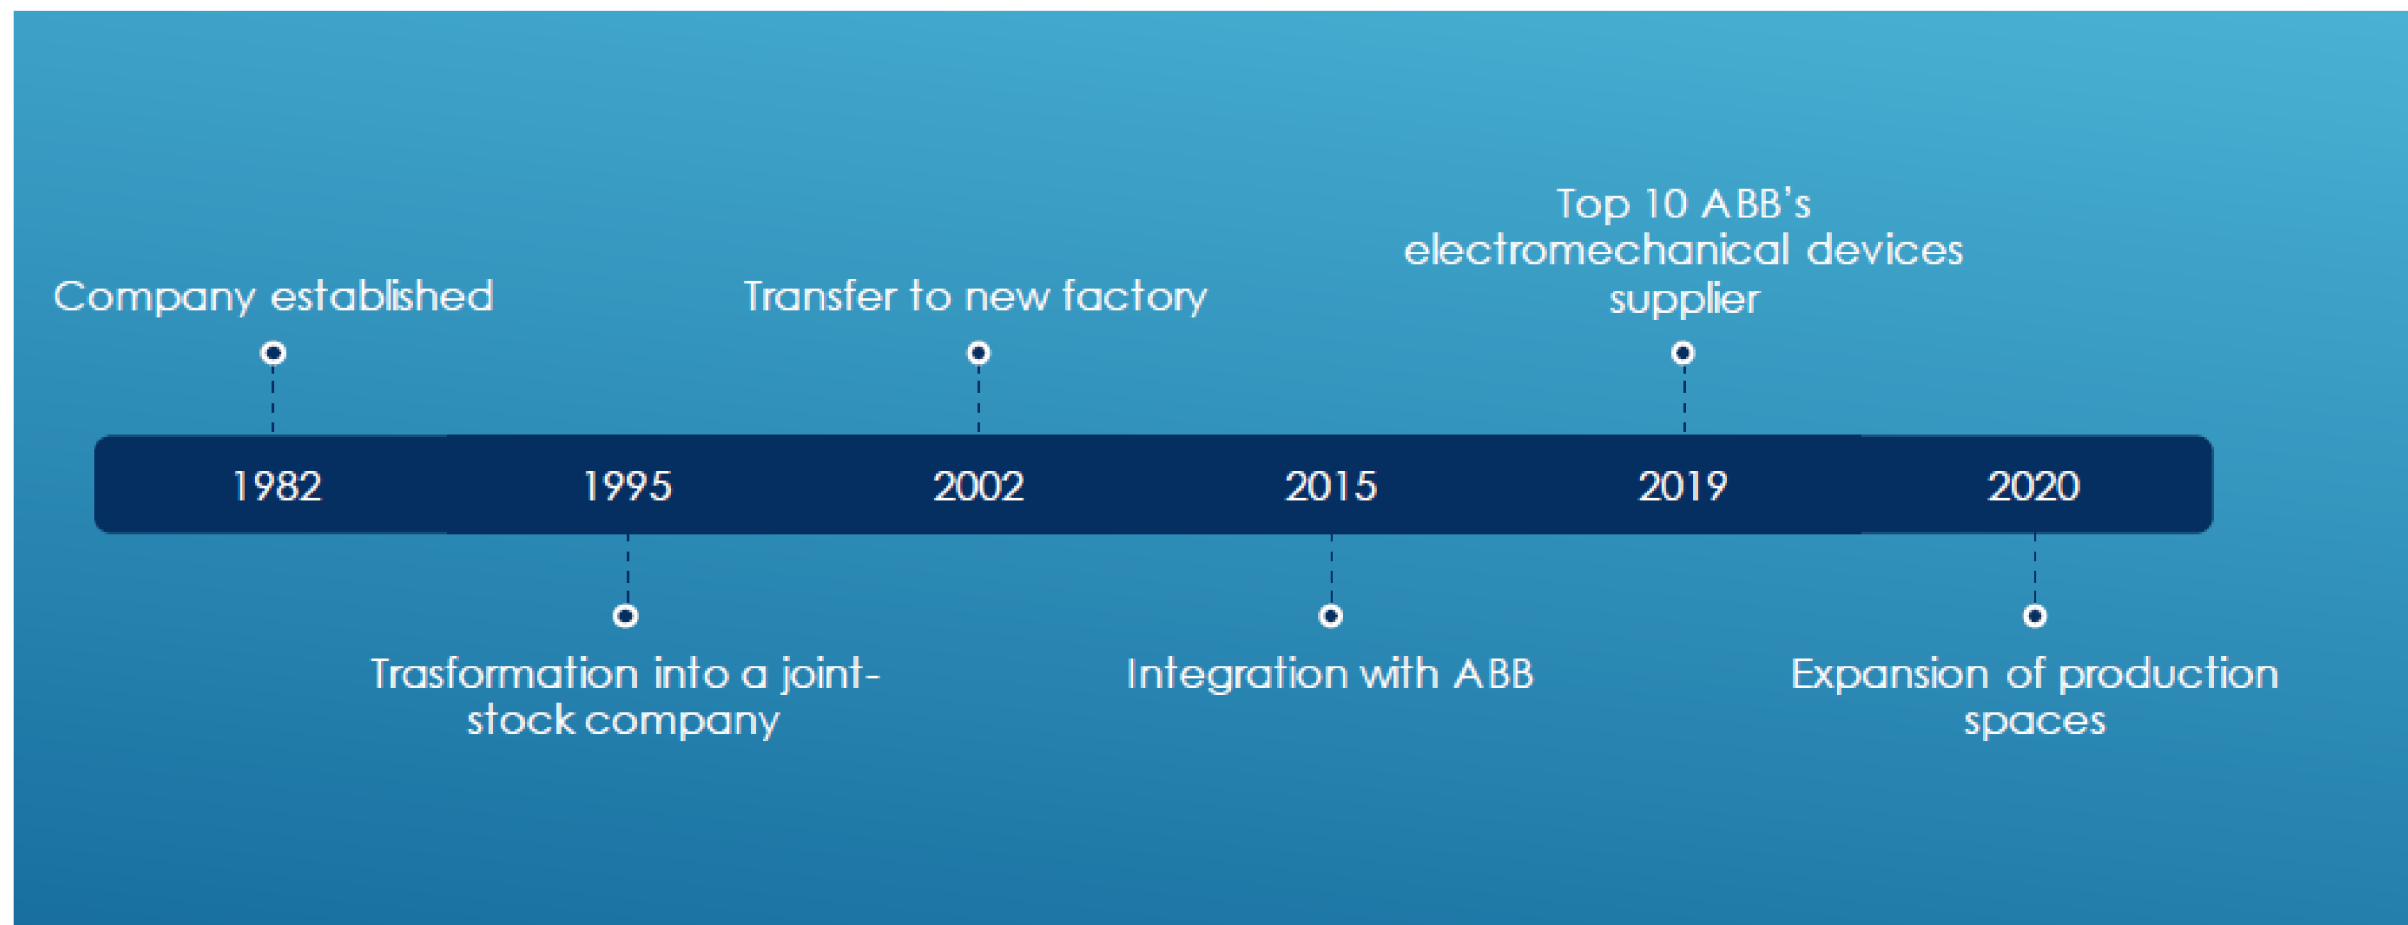 Top 10 ABB’s
electromechanical devices
supplier
Company established
Transfer to new factory
1982
1995
2002
2015
2019
2020
Trasformation into a joint-
stock company
Integration with ABB
Expansion of production
spaces